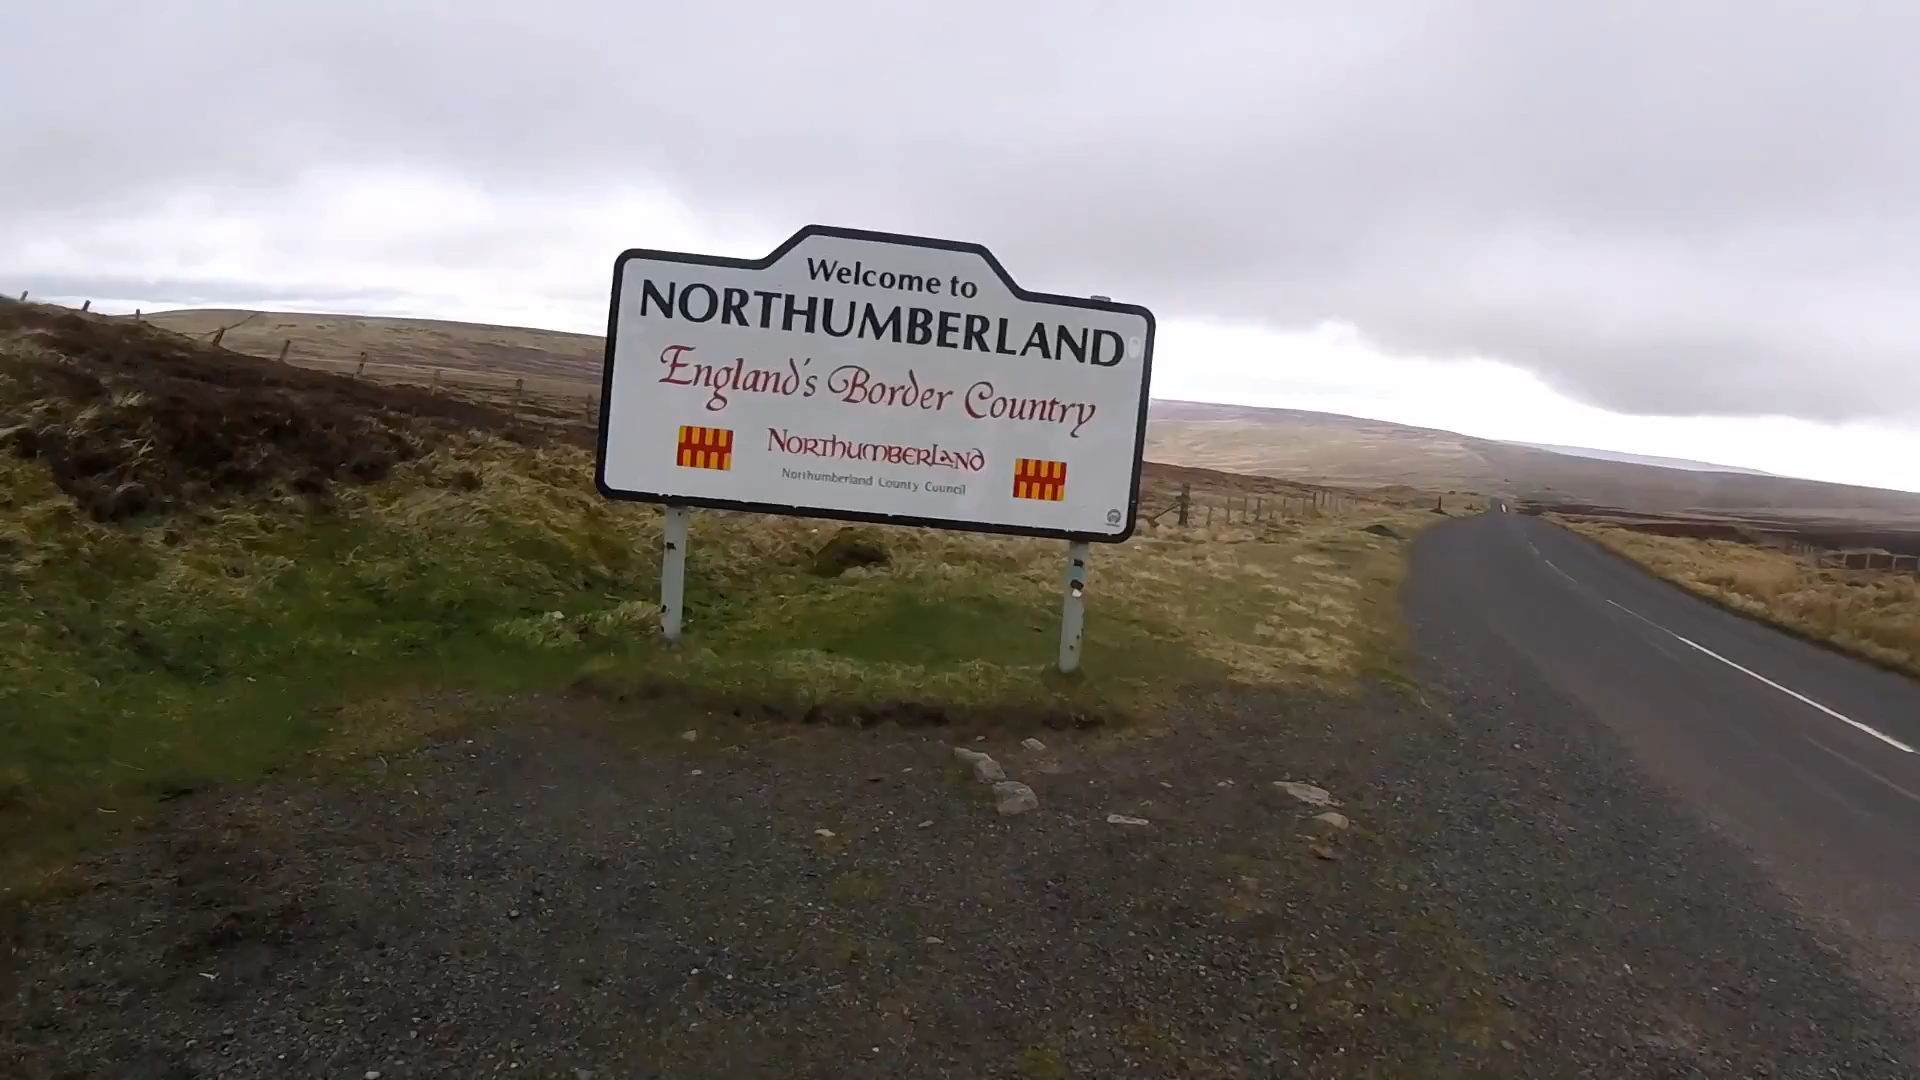 Welcome to
NORTHUMBERLAND
England's Border Country
NORTHUMBERLAND
Northumberland County Council